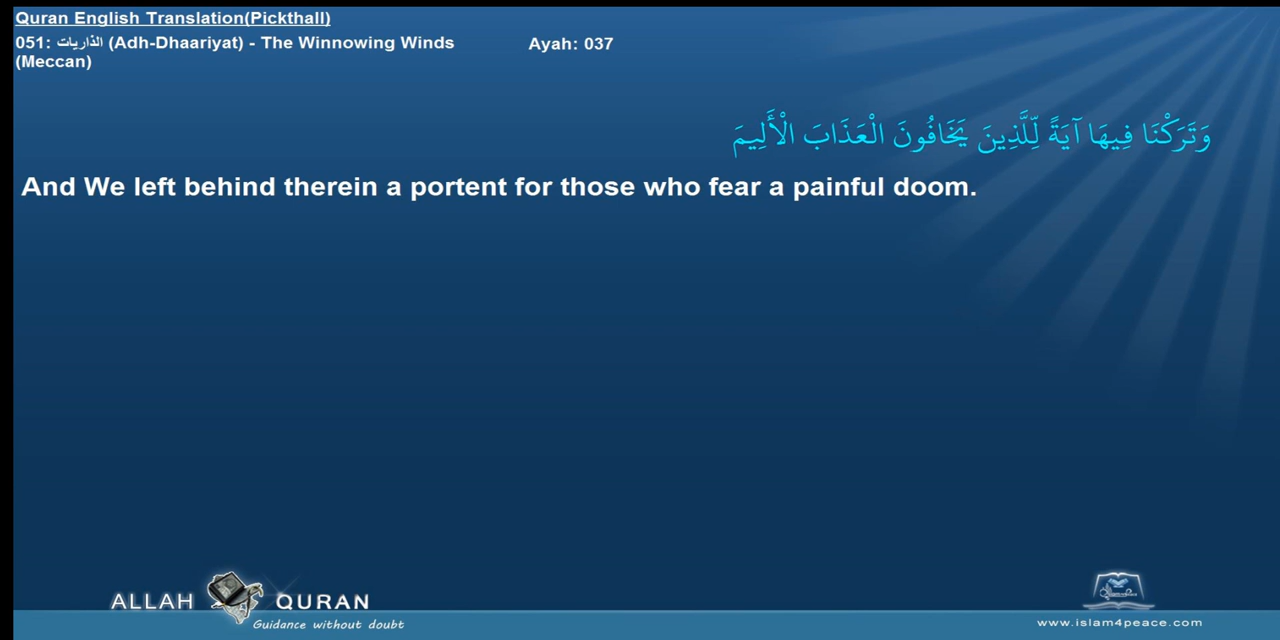 Quran English Translation(Pickthall)
051: الذاريات (Adh-Dhaariyat) - The Winnowing Winds
(Meccan)
Ayah: 037
وَتَرَكْنَا فِيهَا آيَةً لِّلَّذِينَ يَخَافُونَ الْعَذَابَ الْأَلِيمَ
And We left behind therein a portent for those who fear a painful doom.
ALLAH QURAN
Guidance without doubt
www.islam4peace.com